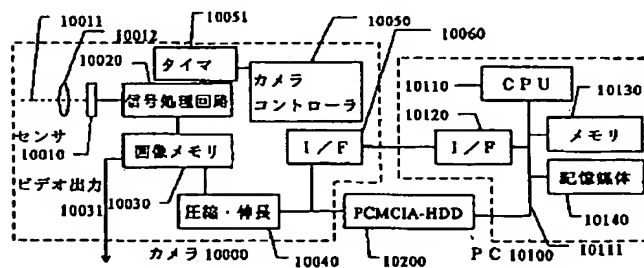 10011
10012
10020
10051
タイマ
10050
カメラ
コントローラ
10060
信号処理回路
センサ
10010
画像メモリ
ビデオ出力
10031
10030
圧縮・伸長
カメラ 10000
10040
I/F
PCMCIA-HDD
10200
10110
CPU
10120
I/F
10130
メモリ
記憶媒体
10140
PC
10100
10111